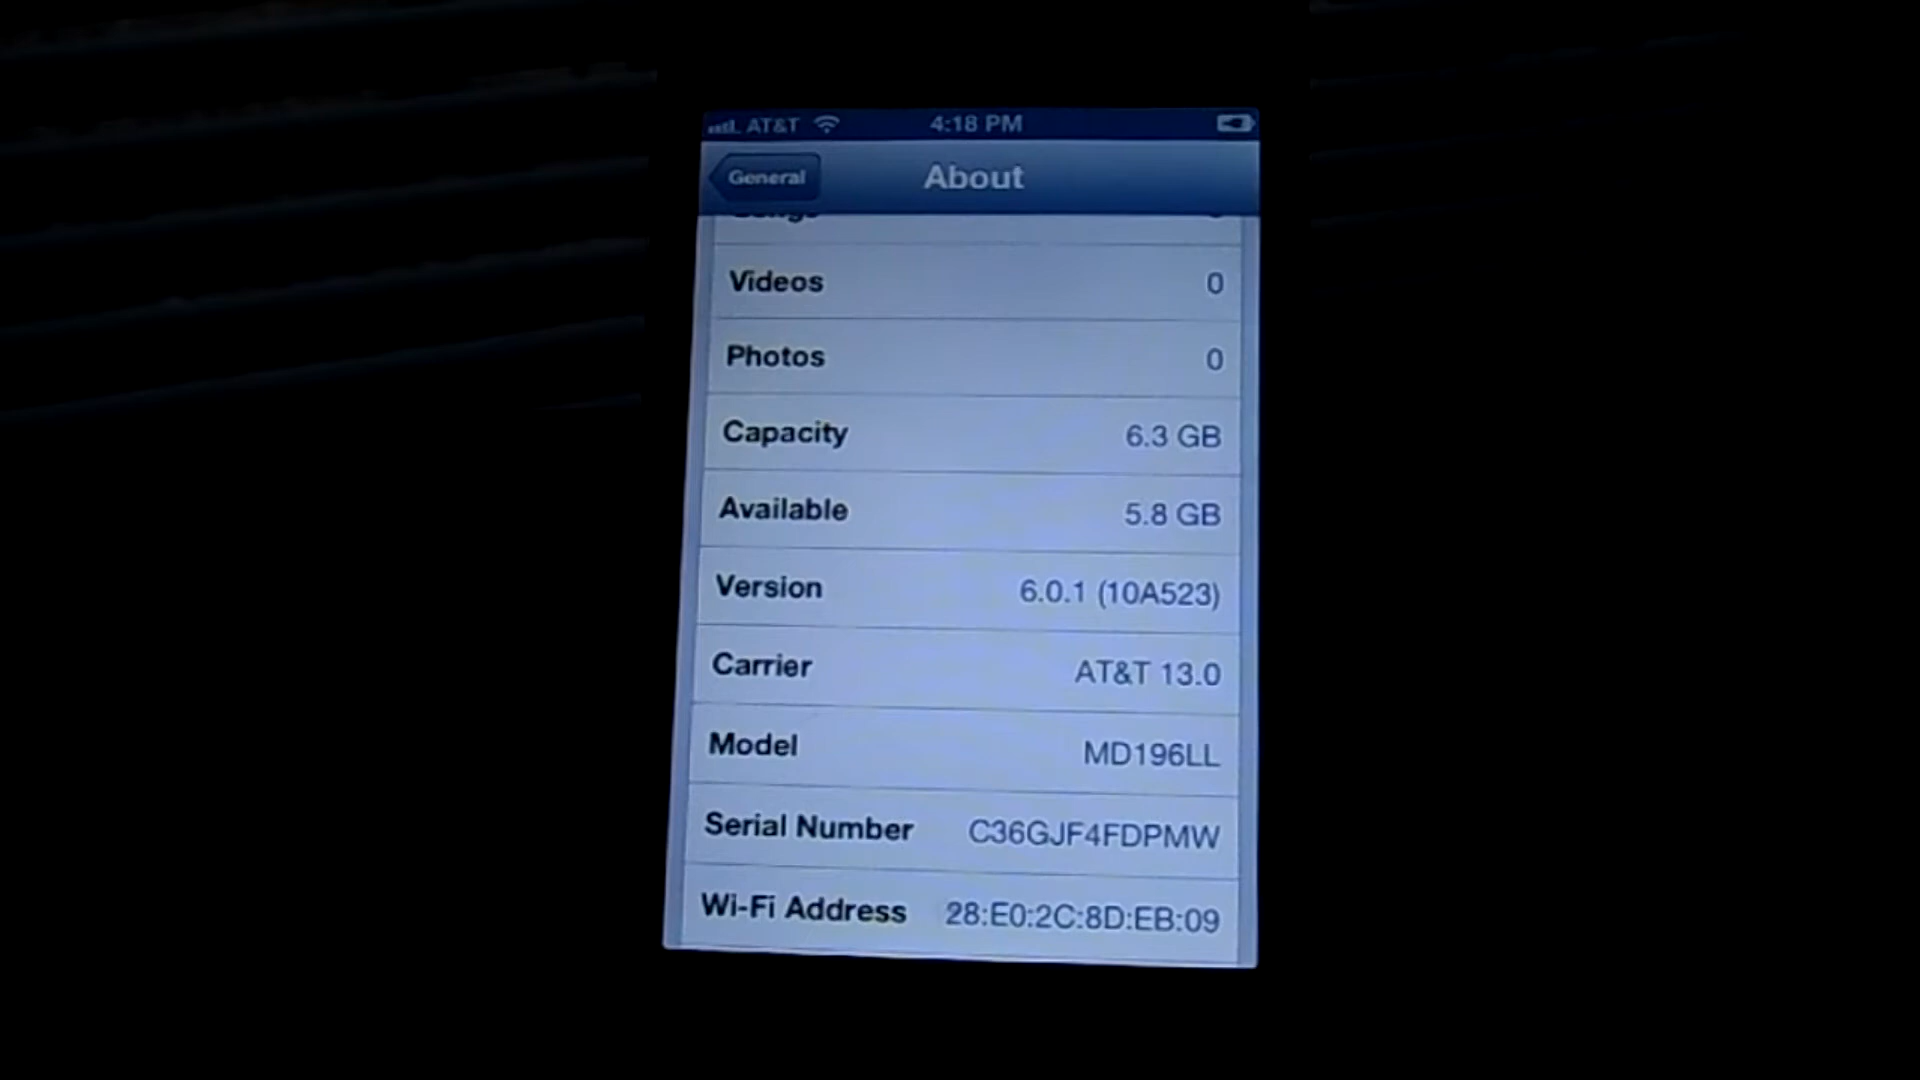 AT&T 4:18 PM
General About
Songs
Videos 0
Photos 0
Capacity 6.3 GB
Available 5.8 GB
Version 6.0.1 (10A523)
Carrier AT&T 13.0
Model MD196LL
Serial Number C36GJF4FDPMW
Wi-Fi Address 28:E0:2C:8D:EB:09